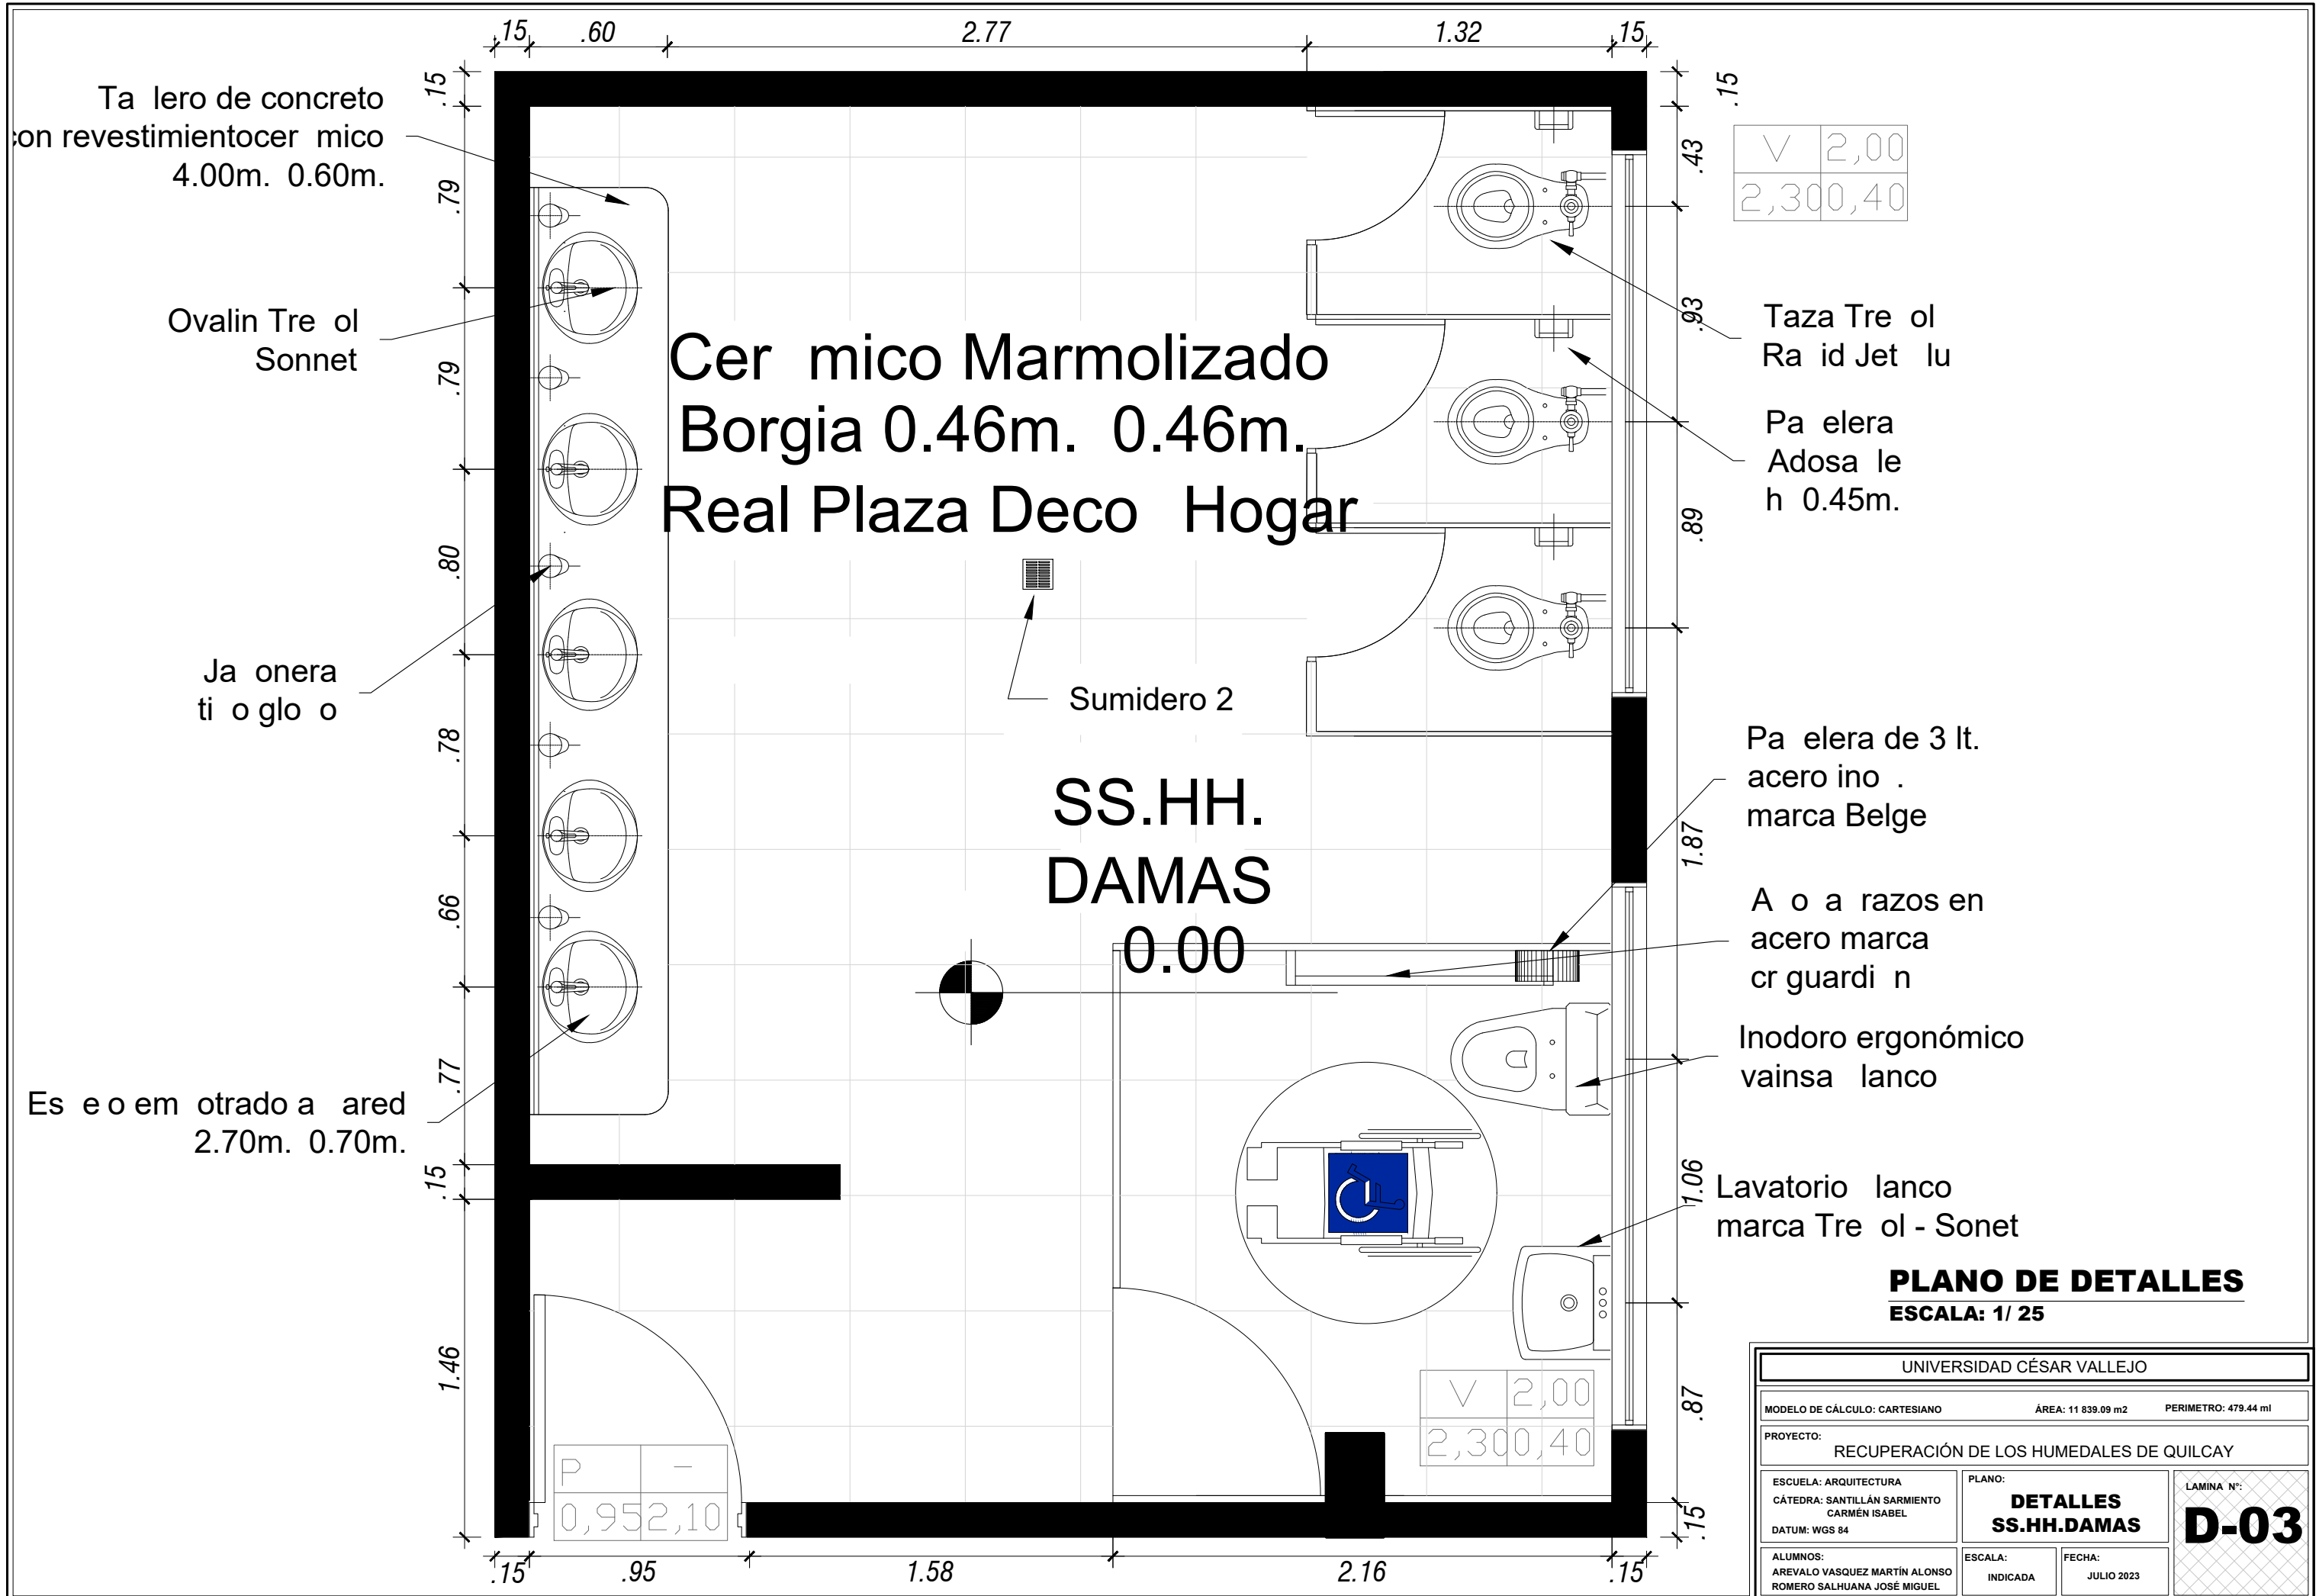 .15 .60 2.77 1.32 .15
.15
.79
.79
.80
.78
.66
.77
.15
1.46
Ta lero de concreto
con revestimientocer mico
4.00m. 0.60m.
Ovalin Tre ol
Sonnet
Ja onera
ti o glo o
Es e o em otrado a ared
2.70m. 0.70m.
Cer mico Marmolizado
Borgia 0.46m. 0.46m.
Real Plaza Deco Hogar
Sumidero 2
SS.HH.
DAMAS
0.00
P -
0,95 2,10
V 2,00
2,30 0,40
.15 .95 1.58 2.16 .15
.15
.43
.93
.89
1.87
1.06
.87
.15
V 2,00
2,30 0,40
Taza Tre ol
Ra id Jet lu
Pa elera
Adosa le
h 0.45m.
Pa elera de 3 lt.
acero ino .
marca Belge
A o a razos en
acero marca
cr guardi n
Inodoro ergonómico
vainsa lanco
Lavatorio lanco
marca Tre ol - Sonet
PLANO DE DETALLES
ESCALA: 1/ 25
UNIVERSIDAD CÉSAR VALLEJO
MODELO DE CÁLCULO: CARTESIANO ÁREA: 11 839.09 m2 PERIMETRO: 479.44 ml
PROYECTO:
RECUPERACIÓN DE LOS HUMEDALES DE QUILCAY
ESCUELA: ARQUITECTURA
CÁTEDRA: SANTILLÁN SARMIENTO
CARMÉN ISABEL
DATUM: WGS 84
PLANO:
DETALLES
SS.HH.DAMAS
LAMINA N°:
D-03
ALUMNOS:
AREVALO VASQUEZ MARTÍN ALONSO
ROMERO SALHUANA JOSÉ MIGUEL
ESCALA:
INDICADA
FECHA:
JULIO 2023